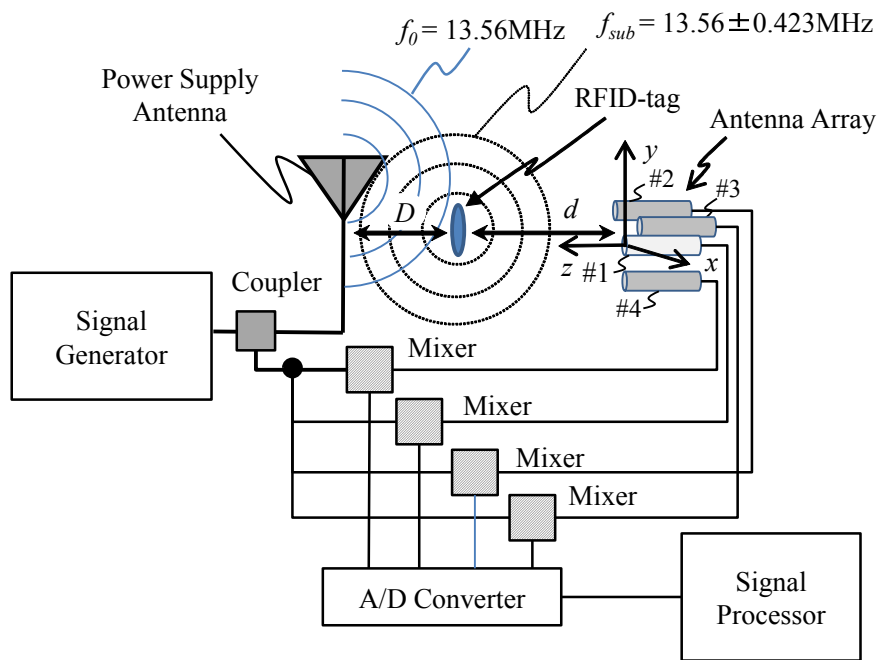 f₀ = 13.56MHz
f_sub = 13.56±0.423MHz
Power Supply
Antenna
RFID-tag
Antenna Array
y
#2
#3
D
d
z
#1
x
#4
Coupler
Signal
Generator
Mixer
Mixer
Mixer
Mixer
A/D Converter
Signal
Processor